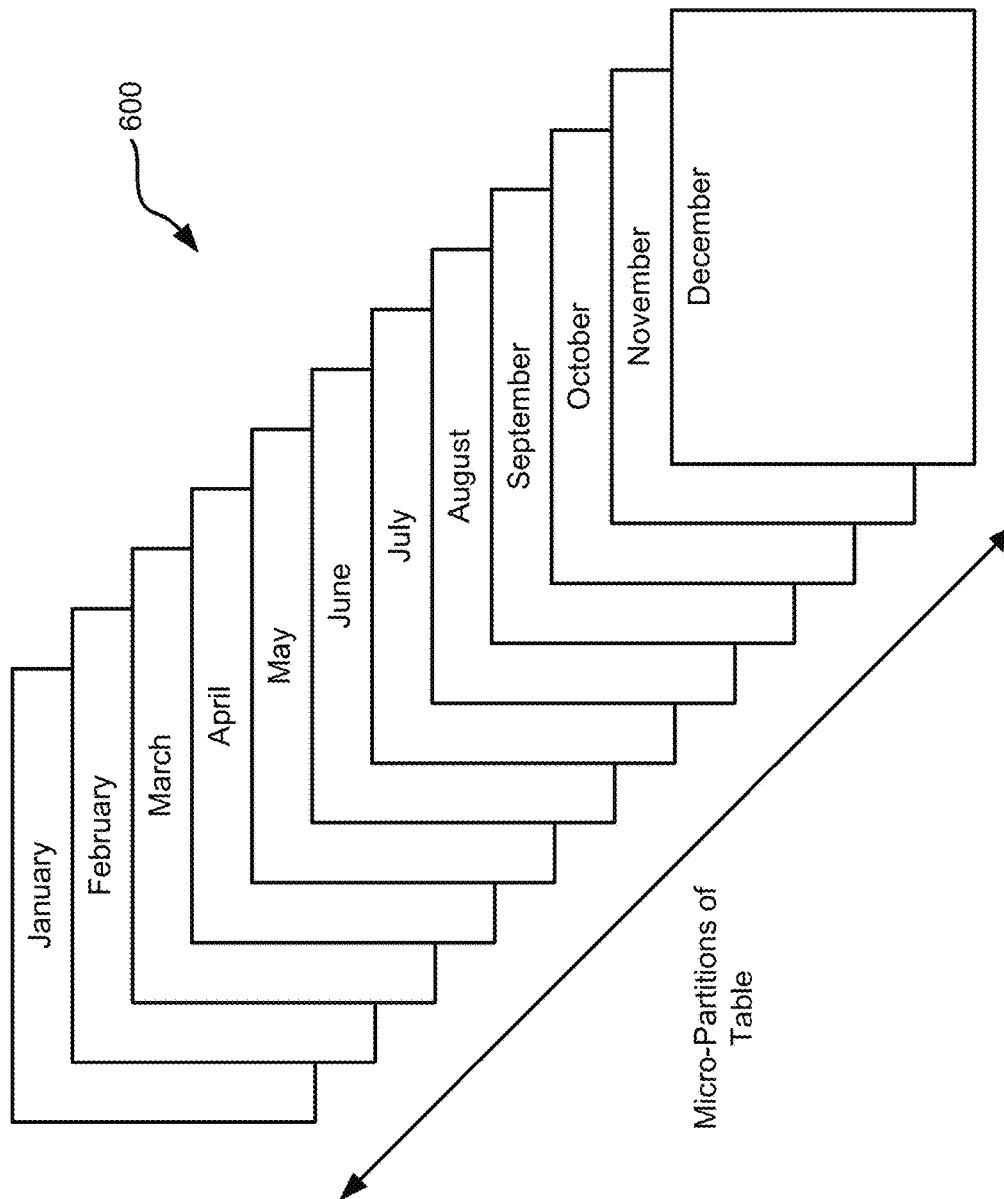 600
January
February
March
April
May
June
July
August
September
October
November
December
Micro-Partitions of
Table